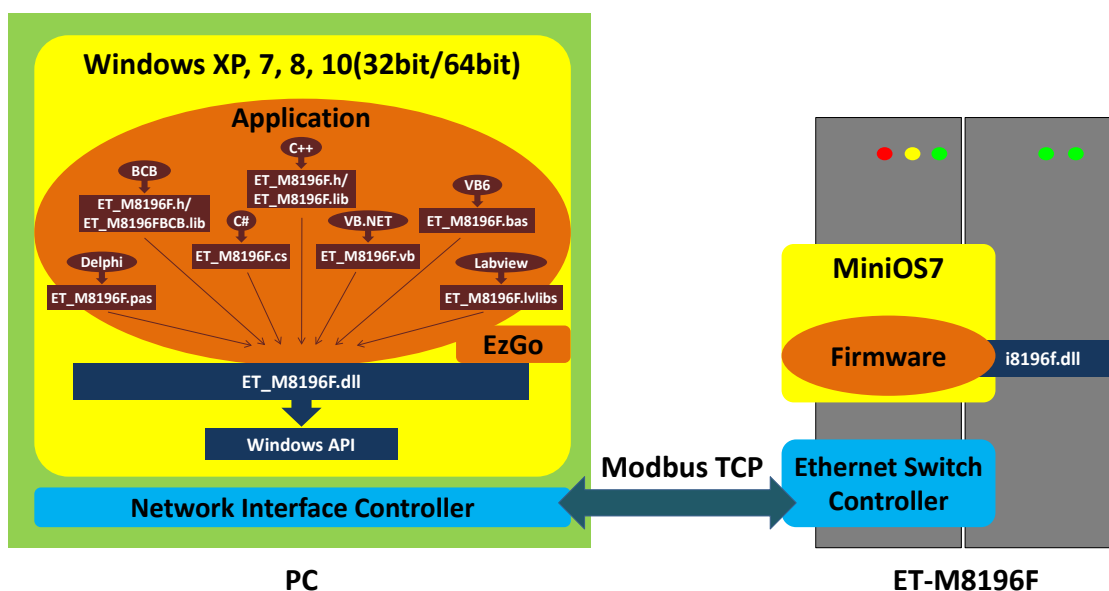 Windows XP, 7, 8, 10(32bit/64bit)
Application
C++
ET_M8196F.h/
ET_M8196F.lib
BCB
ET_M8196F.h/
ET_M8196FBCB.lib
C#
ET_M8196F.cs
VB.NET
ET_M8196F.vb
VB6
ET_M8196F.bas
Delphi
ET_M8196F.pas
Labview
ET_M8196F.lvlibs
EzGo
ET_M8196F.dll
Windows API
Network Interface Controller
PC
Modbus TCP
MiniOS7
Firmware
i8196f.dll
Ethernet Switch
Controller
ET-M8196F